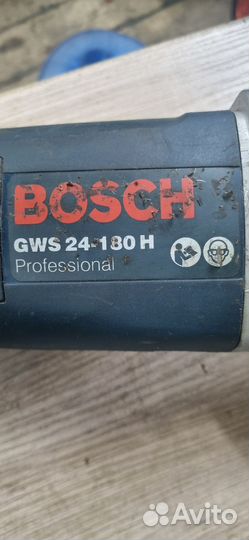 BOSCH
GWS 24-180 H
Professional
Avito